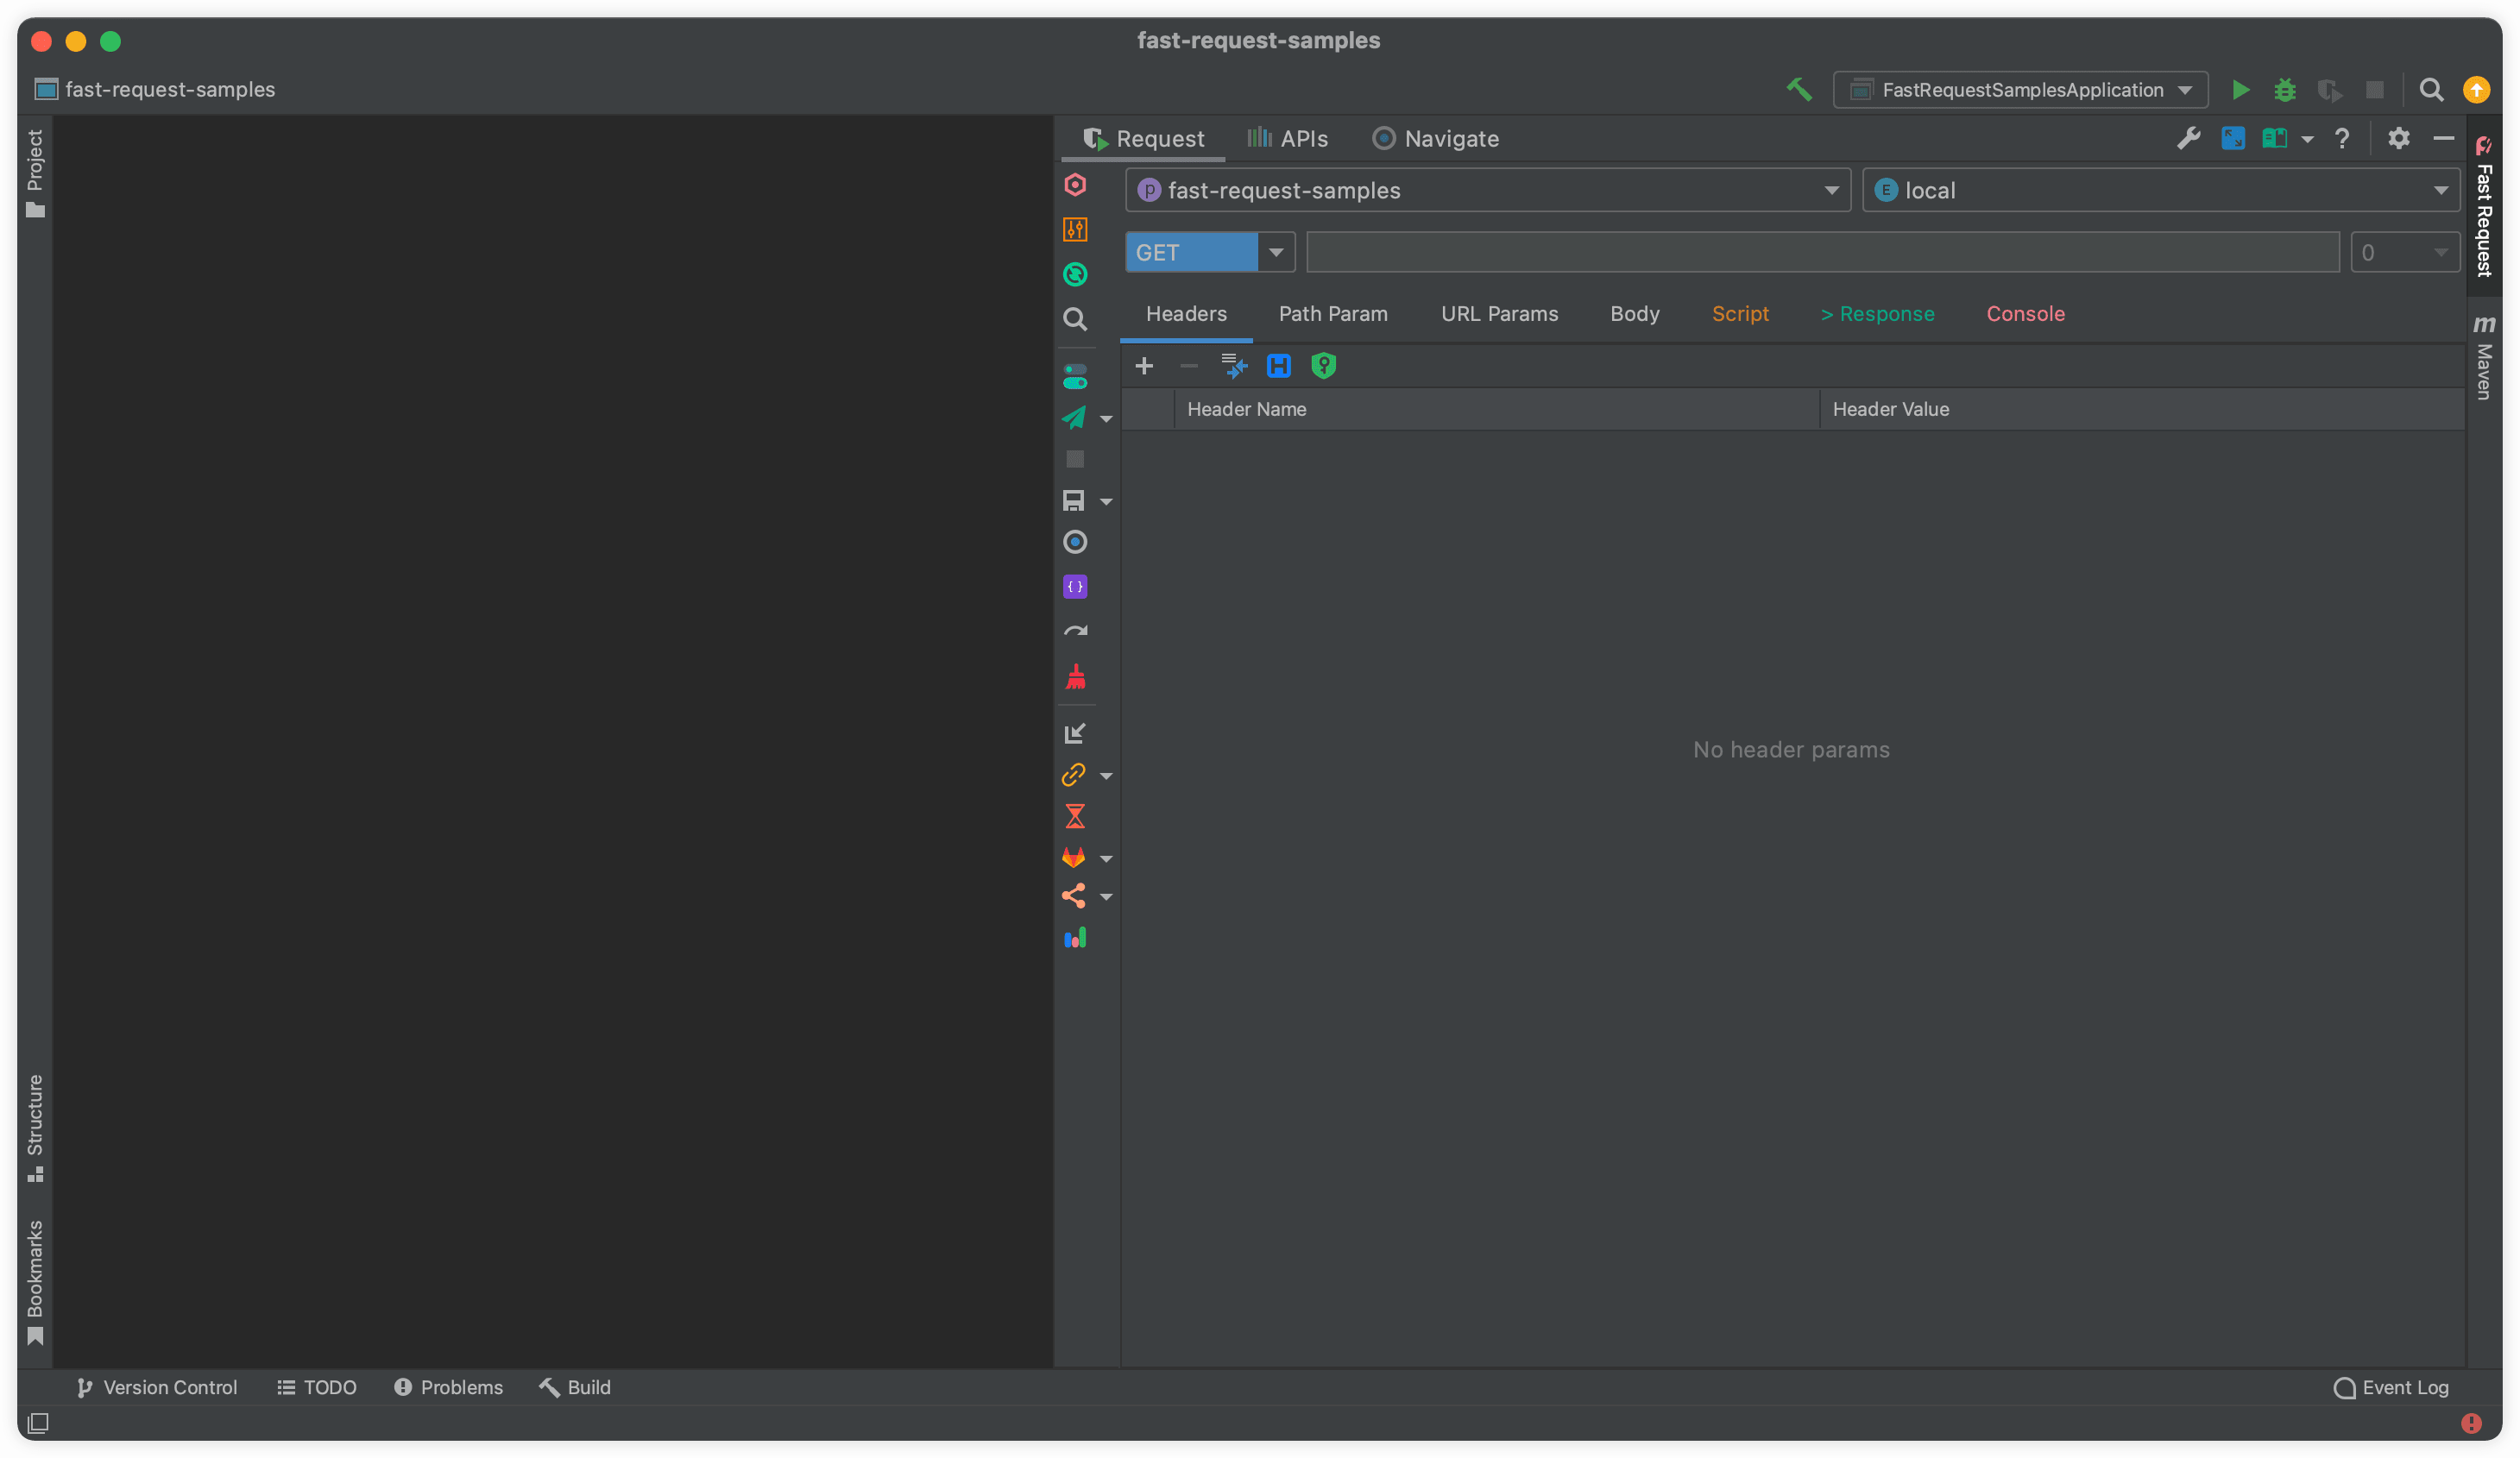 fast-request-samples
fast-request-samples
FastRequestSamplesApplication
Project
Request
APIs
Navigate
?
Fast Request
p fast-request-samples
E local
GET
0
Headers
Path Param
URL Params
Body
Script
> Response
Console
m Maven
H
Header Name
Header Value
{ }
No header params
Structure
Bookmarks
Version Control
TODO
Problems
Build
Event Log